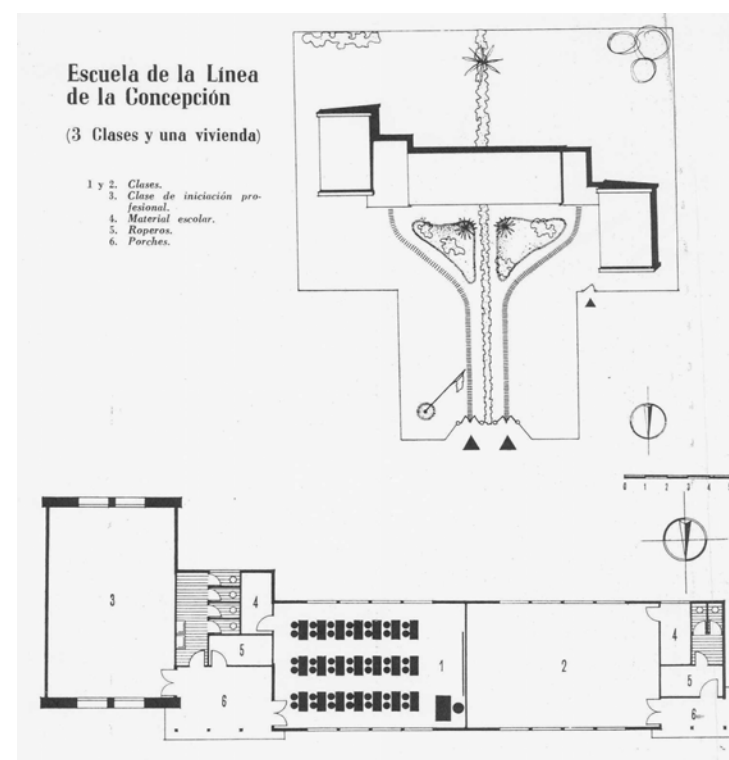 Escuela de la Línea
de la Concepción
(3 Clases y una vivienda)
1 y 2. Clases.
3. Clase de iniciación pro-
fesional.
4. Material escolar.
5. Roperos.
6. Porches.
0 1 2 3 4
3
4
5
6
1
2
4
5
6